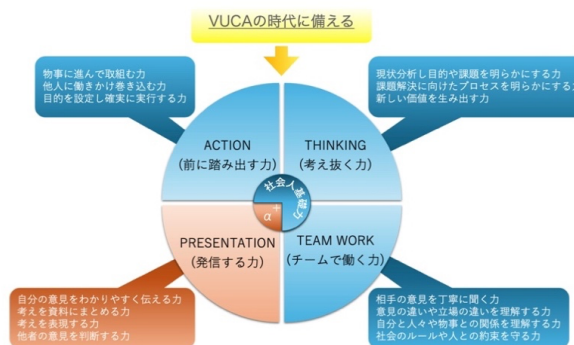 VUCAの時代に備える
物事に進んで取組む力
他人に働きかけ巻き込む力
目的を設定し確実に実行する力
現状分析し目的や課題を明らかにする力
課題解決に向けたプロセスを明らかにする力
新しい価値を生み出す力
ACTION
(前に踏み出す力)
THINKING
(考え抜く力)
社会人基礎力
+α
PRESENTATION
(発信する力)
TEAM WORK
(チームで働く力)
自分の意見をわかりやすく伝える力
考えを資料にまとめる力
考えを表現する力
他者の意見を判断する力
相手の意見を丁寧に聞く力
意見の違いや立場の違いを理解する力
自分と人々や物事との関係を理解する力
社会のルールや人との約束を守る力